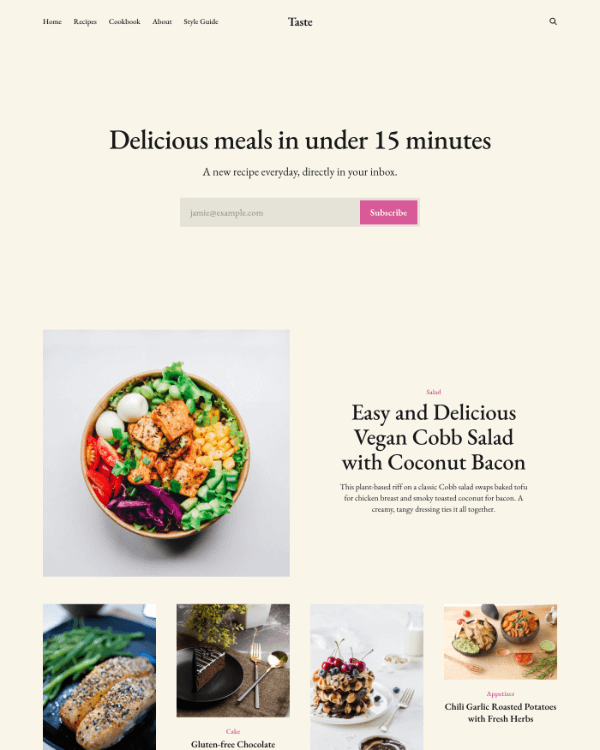 Home Recipes Cookbook About Style Guide Taste
Delicious meals in under 15 minutes
A new recipe everyday, directly in your inbox.
jamie@example.com Subscribe
Salad
Easy and Delicious
Vegan Cobb Salad
with Coconut Bacon
This plant-based riff on a classic Cobb salad swaps baked tofu
for chicken breast and smoky toasted coconut for bacon. A
creamy, tangy dressing ties it all together.
Appetizer
Chili Garlic Roasted Potatoes
with Fresh Herbs
Cake
Gluten-free Chocolate